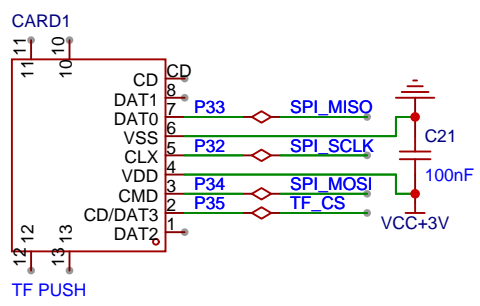 CARD1
11 10
11 10
CD CD
DAT1 8
DAT0 7 P33 SPI_MISO
VSS 6
CLX 5 P32 SPI_SCLK
VDD 4
CMD 3 P34 SPI_MOSI
CD/DAT3 2 P35 TF_CS
DAT2 1
C21
100nF
VCC+3V
12 13
12 13
TF PUSH